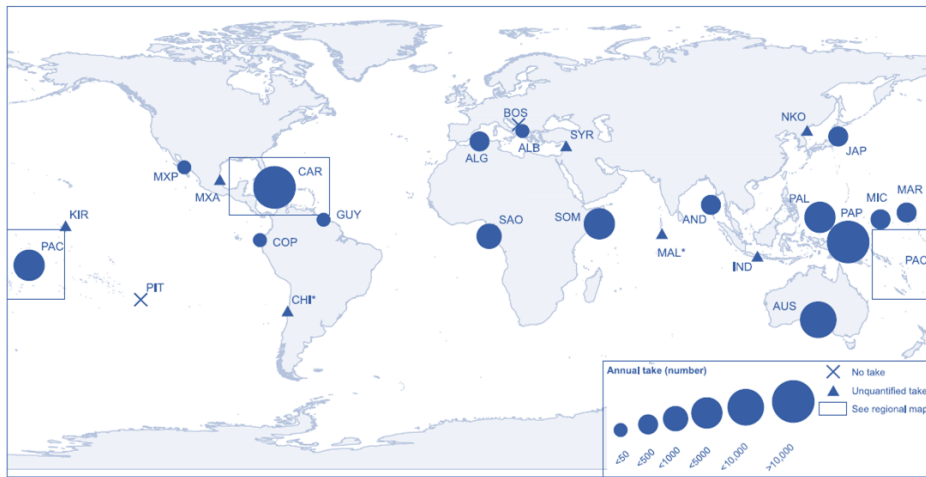 BOS
NKO
ALB
SYR
JAP
ALG
MXP
CAR
MXA
MAR
PAL
PAP
MIC
KIR
GUY
SAO
SOM
AND
COP
PAC
MAL*
IND
PAC
PIT
CHI*
AUS
Annual take (number)
No take
Unquantified take
See regional map
<50
<500
<1000
<5000
<10,000
>10,000